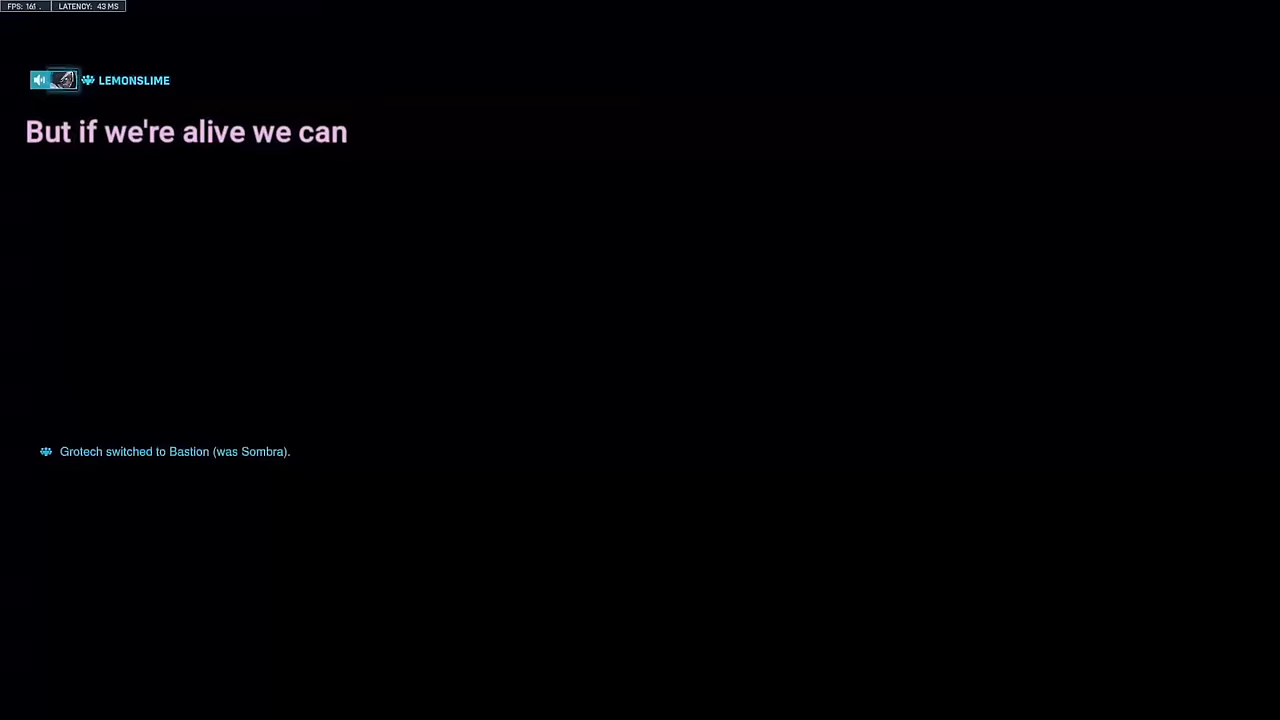 FPS: 161 . LATENCY: 43 MS
LEMONSLIME
But if we're alive we can
Grotech switched to Bastion (was Sombra).